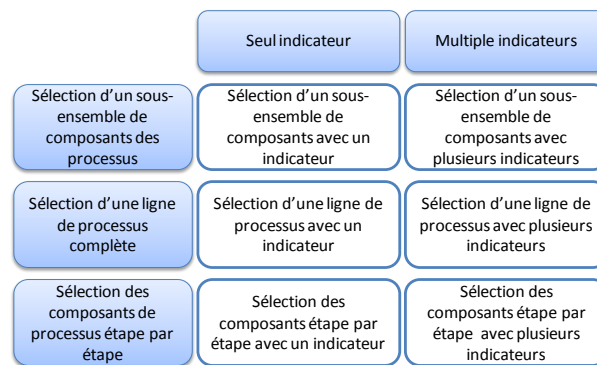 Seul indicateur
Multiple indicateurs
Sélection d'un sous-
ensemble de
composants des
processus
Sélection d'un sous-
ensemble de
composants avec un
indicateur
Sélection d'un sous-
ensemble de
composants avec
plusieurs indicateurs
Sélection d'une ligne
de processus
complète
Sélection d'une ligne de
processus avec un
indicateur
Sélection d'une ligne de
processus avec plusieurs
indicateurs
Sélection des
composants de
processus étape par
étape
Sélection des
composants étape par
étape avec un indicateur
Sélection des
composants étape par
étape avec plusieurs
indicateurs